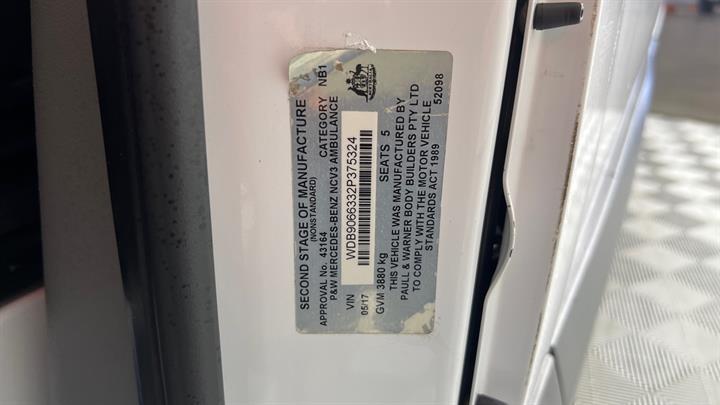 SECOND STAGE OF MANUFACTURE
(NONSTANDARD)
APPROVAL No. 43164 CATEGORY NB1
P&W MERCEDES-BENZ NCV3 AMBULANCE
VIN WDB9066332P375324
05/17
GVM 3880 kg SEATS 5
THIS VEHICLE WAS MANUFACTURED BY
PAULL & WARNER BODY BUILDERS PTY LTD
TO COMPLY WITH THE MOTOR VEHICLE
STANDARDS ACT 1989 52098